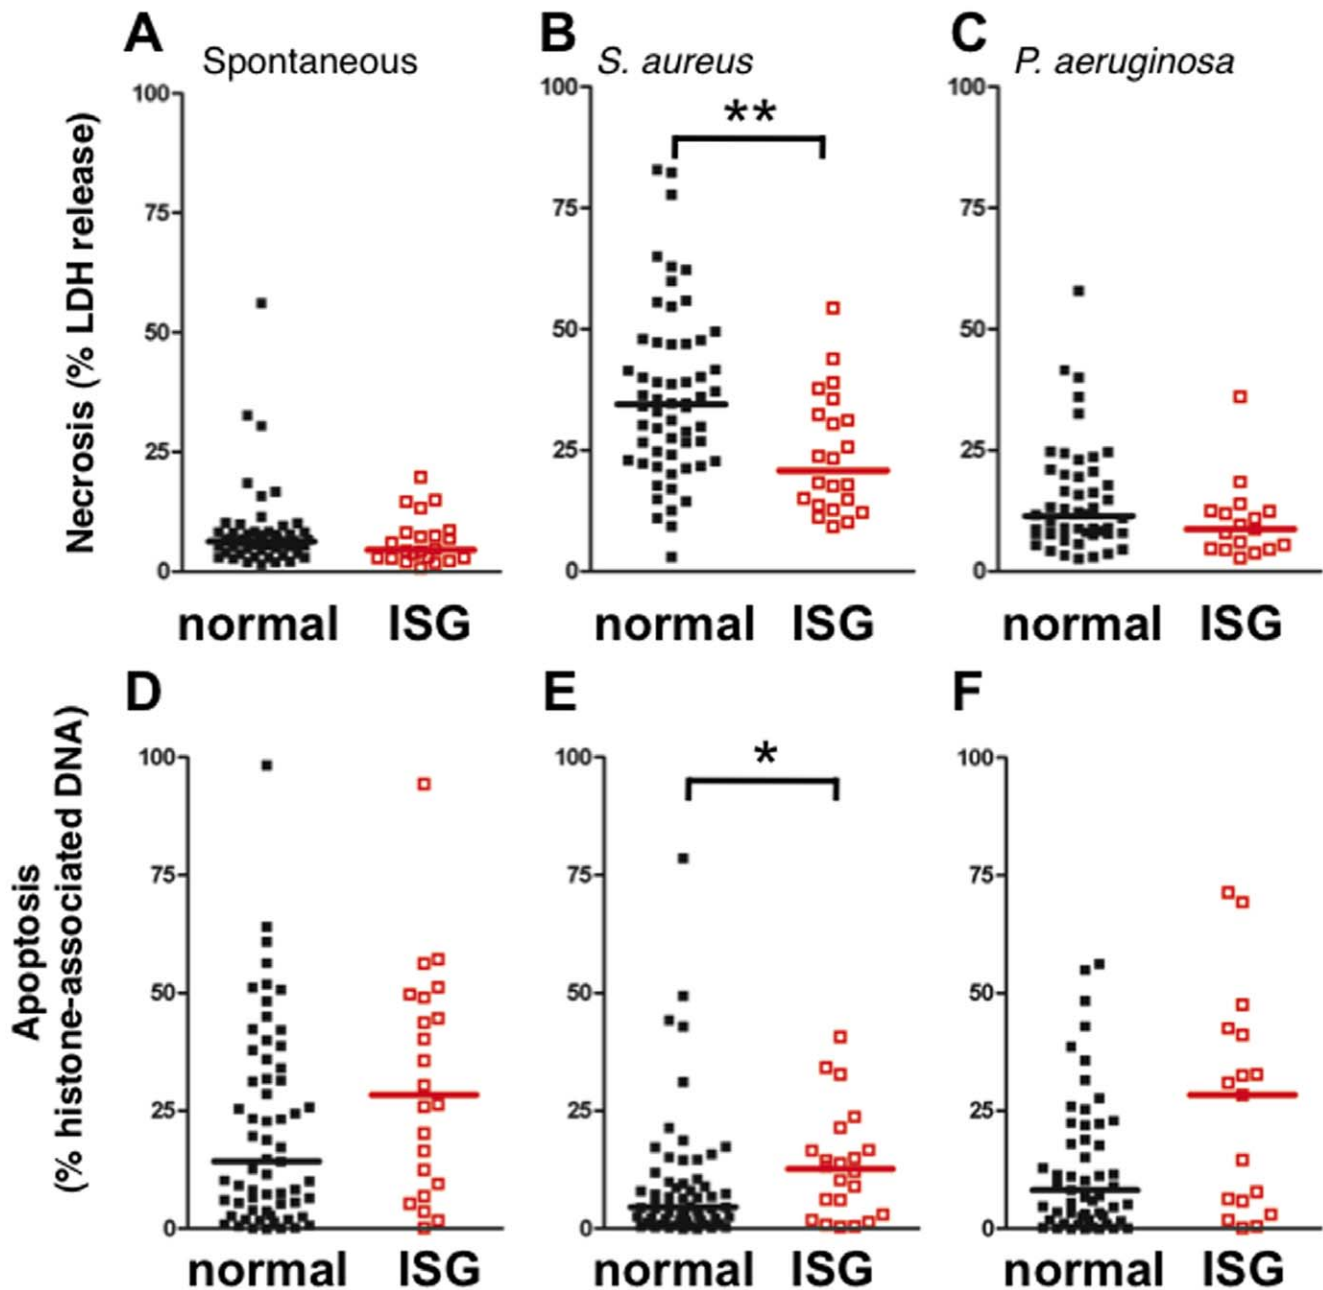 A
Spontaneous
B
S. aureus
C
P. aeruginosa
Necrosis (% LDH release)
100
75
50
25
0
normal
ISG
**
100
75
50
25
0
normal
ISG
100
75
50
25
0
normal
ISG
D
E
F
Apoptosis
(% histone-associated DNA)
100
75
50
25
0
normal
ISG
*
100
75
50
25
0
normal
ISG
100
75
50
25
0
normal
ISG